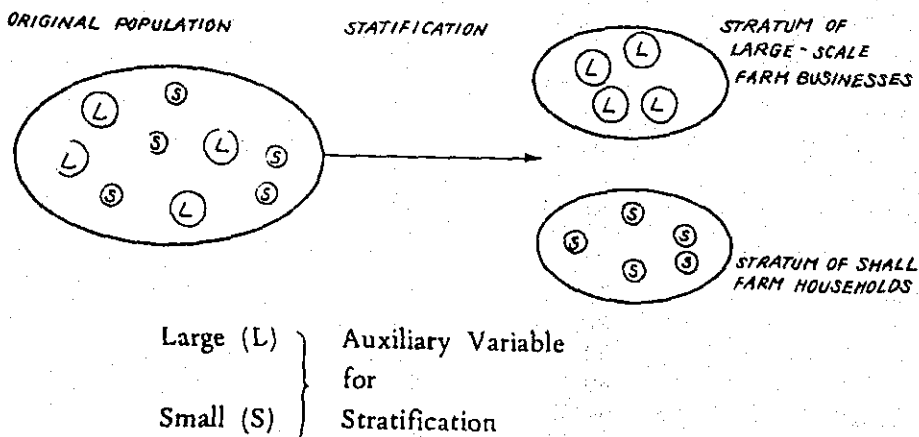 ORIGINAL POPULATION
STATIFICATION
STRATUM OF
LARGE-SCALE
FARM BUSINESSES
L
S
L
S
L
S
S
S
L
L
L
L
L
S
S
S
S
S
STRATUM OF SMALL
FARM HOUSEHOLDS
Large (L)
Auxiliary Variable
for
Small (S)
Stratification